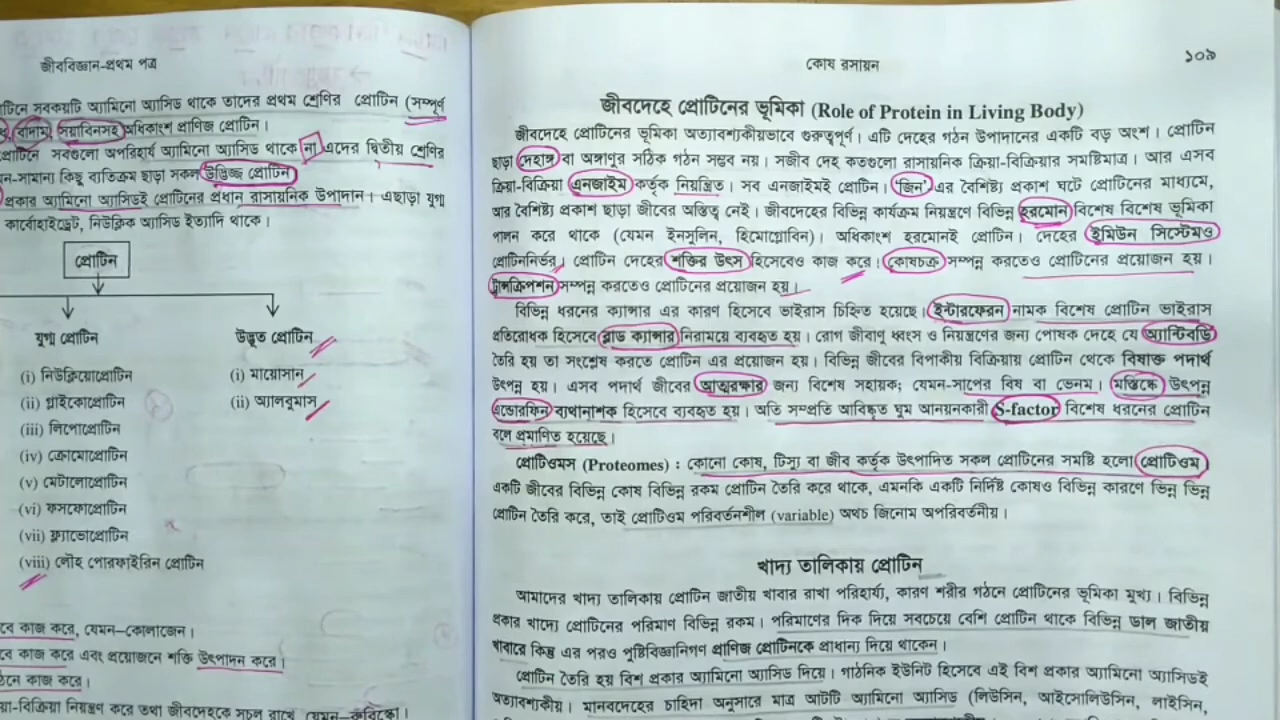 জীববিজ্ঞান-প্রথম পত্র
সবকয়টি অ্যামিনো অ্যাসিড থাকে তাদের প্রথম শ্রেণির প্রোটিন (সম্পূর্ণ
বাদাম, সয়াবিনসহ অধিকাংশ প্রাণিজ প্রোটিন।
সবগুলো অপরিহার্য অ্যামিনো অ্যাসিড থাকে না এদের দ্বিতীয় শ্রেণির
সামান্য কিছু ব্যতিক্রম ছাড়া সকল উদ্ভিজ্জ প্রোটিন
প্রকার অ্যামিনো অ্যাসিডই প্রোটিনের প্রধান রাসায়নিক উপাদান। এছাড়া যুগ্ম
কার্বোহাইড্রেট, নিউক্লিক অ্যাসিড ইত্যাদি থাকে।
প্রোটিন
যুগ্ম প্রোটিন
উদ্ভূত প্রোটিন
(i) নিউক্লিয়োপ্রোটিন
(i) মায়োসান
(ii) গ্লাইকোপ্রোটিন
(ii) অ্যালবুমাস
(iii) লিপোপ্রোটিন
(iv) ক্রোমোপ্রোটিন
(v) মেটালোপ্রোটিন
(vi) ফসফোপ্রোটিন
(vii) ফ্ল্যাভোপ্রোটিন
(viii) লৌহ পোরফাইরিন প্রোটিন
কাজ করে, যেমন—কোলাজেন।
কাজ করে এবং প্রয়োজনে শক্তি উৎপাদন করে।
কাজ করে।
নিয়ন্ত্রণ করে তথা জীবদেহকে সচল রাখে
কোষ রসায়ন
১০৯
জীবদেহে প্রোটিনের ভূমিকা (Role of Protein in Living Body)
জীবদেহে প্রোটিনের ভূমিকা অত্যাবশ্যকীয়ভাবে গুরুত্বপূর্ণ। এটি দেহের গঠন উপাদানের একটি বড় অংশ। প্রোটিন
ছাড়া দেহাঙ্গ বা অঙ্গাণুর সঠিক গঠন সম্ভব নয়। সজীব দেহ কতগুলো রাসায়নিক ক্রিয়া-বিক্রিয়ার সমষ্টিমাত্র। আর এসব
ক্রিয়া-বিক্রিয়া এনজাইম কর্তৃক নিয়ন্ত্রিত। সব এনজাইমই প্রোটিন। 'জিন' এর বৈশিষ্ট্য প্রকাশ ঘটে প্রোটিনের মাধ্যমে,
আর বৈশিষ্ট্য প্রকাশ ছাড়া জীবের অস্তিত্ব নেই। জীবদেহের বিভিন্ন কার্যক্রম নিয়ন্ত্রণে বিভিন্ন হরমোন বিশেষ বিশেষ ভূমিকা
পালন করে থাকে (যেমন ইনসুলিন, হিমোগ্লোবিন)। অধিকাংশ হরমোনই প্রোটিন। দেহের ইমিউন সিস্টেমও
প্রোটিননির্ভর। প্রোটিন দেহের শক্তির উৎস হিসেবেও কাজ করে। কোষচক্র সম্পন্ন করতেও প্রোটিনের প্রয়োজন হয়।
ট্রান্সক্রিপশন সম্পন্ন করতেও প্রোটিনের প্রয়োজন হয়।
বিভিন্ন ধরনের ক্যান্সার এর কারণ হিসেবে ভাইরাস চিহ্নিত হয়েছে। ইন্টারফেরন নামক বিশেষ প্রোটিন ভাইরাস
প্রতিরোধক হিসেবে ব্লাড ক্যান্সার নিরাময়ে ব্যবহৃত হয়। রোগ জীবাণু ধ্বংস ও নিয়ন্ত্রণের জন্য পোষক দেহে যে অ্যান্টিবডি
তৈরি হয় তা সংশ্লেষ করতে প্রোটিন এর প্রয়োজন হয়। বিভিন্ন জীবের বিপাকীয় বিক্রিয়ায় প্রোটিন থেকে বিষাক্ত পদার্থ
উৎপন্ন হয়। এসব পদার্থ জীবের আত্মরক্ষার জন্য বিশেষ সহায়ক; যেমন-সাপের বিষ বা ভেনম। মস্তিষ্কে উৎপন্ন
এন্ডোরফিন ব্যথানাশক হিসেবে ব্যবহৃত হয়। অতি সম্প্রতি আবিষ্কৃত ঘুম আনয়নকারী S-factor বিশেষ ধরনের প্রোটিন
বলে প্রমাণিত হয়েছে।
প্রোটিওমস (Proteomes) : কোনো কোষ, টিস্যু বা জীব কর্তৃক উৎপাদিত সকল প্রোটিনের সমষ্টি হলো প্রোটিওম
একটি জীবের বিভিন্ন কোষ বিভিন্ন রকম প্রোটিন তৈরি করে থাকে, এমনকি একটি নির্দিষ্ট কোষও বিভিন্ন কারণে ভিন্ন ভিন্ন
প্রোটিন তৈরি করে, তাই প্রোটিওম পরিবর্তনশীল (variable) অথচ জিনোম অপরিবর্তনীয়।
খাদ্য তালিকায় প্রোটিন
আমাদের খাদ্য তালিকায় প্রোটিন জাতীয় খাবার রাখা পরিহার্য্য, কারণ শরীর গঠনে প্রোটিনের ভূমিকা মুখ্য। বিভিন্ন
প্রকার খাদ্যে প্রোটিনের পরিমাণ বিভিন্ন রকম। পরিমাণের দিক দিয়ে সবচেয়ে বেশি প্রোটিন থাকে বিভিন্ন ডাল জাতীয়
খাবারে কিন্তু এর পরও পুষ্টিবিজ্ঞানিগণ প্রাণিজ প্রোটিনকে প্রাধান্য দিয়ে থাকেন।
প্রোটিন তৈরি হয় বিশ প্রকার অ্যামিনো অ্যাসিড দিয়ে। গাঠনিক ইউনিট হিসেবে এই বিশ প্রকার অ্যামিনো অ্যাসিডই
অত্যাবশ্যকীয়। মানবদেহের চাহিদা অনুসারে মাত্র আটটি অ্যামিনো অ্যাসিড (লিউসিন, আইসোলিউসিন, লাইসিন,